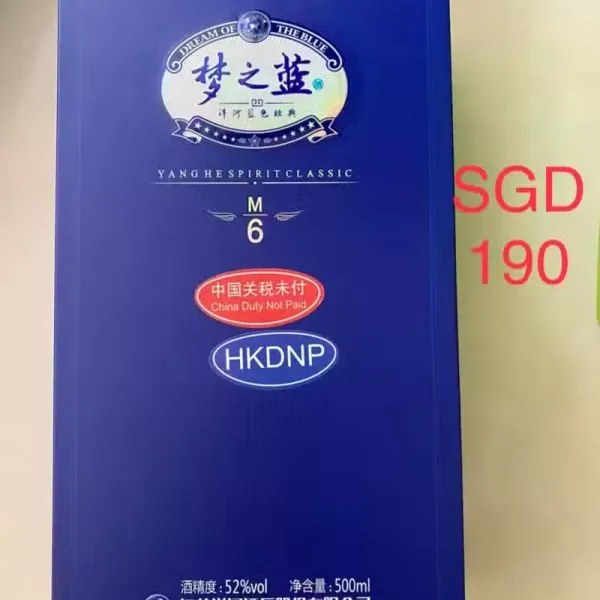 DREAM OF THE BLUE
梦之蓝
洋河蓝色经典
YANGHE SPIRIT CLASSIC
M
6
中国关税未付
China Duty Not Paid
HKDNP
酒精度：52%vol 净含量：500ml
SGD
190